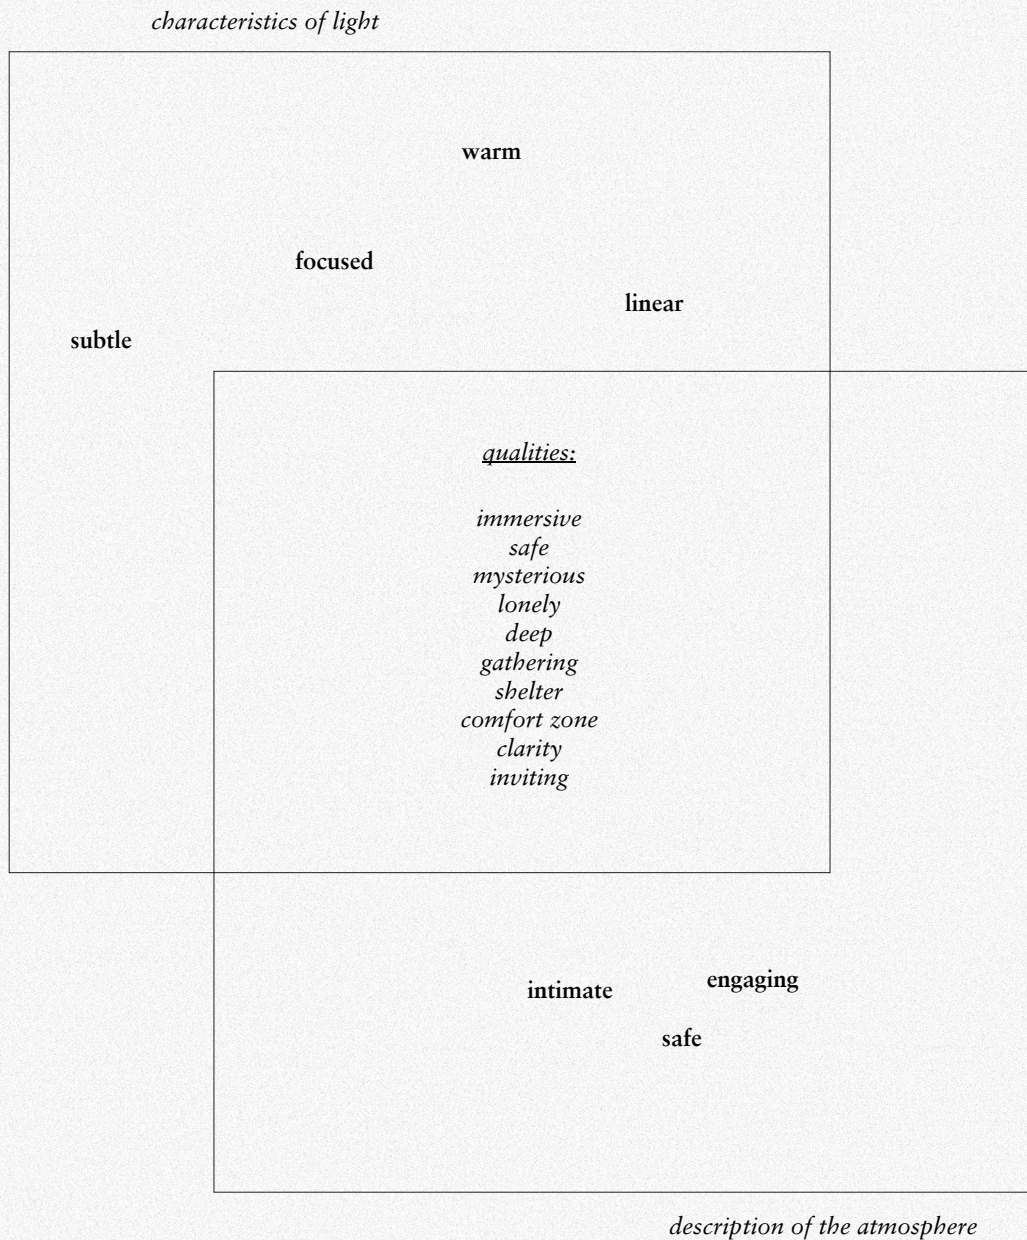 characteristics of light
warm
focused
linear
subtle
qualities:
immersive
safe
mysterious
lonely
deep
gathering
shelter
comfort zone
clarity
inviting
engaging
intimate
safe
description of the atmosphere